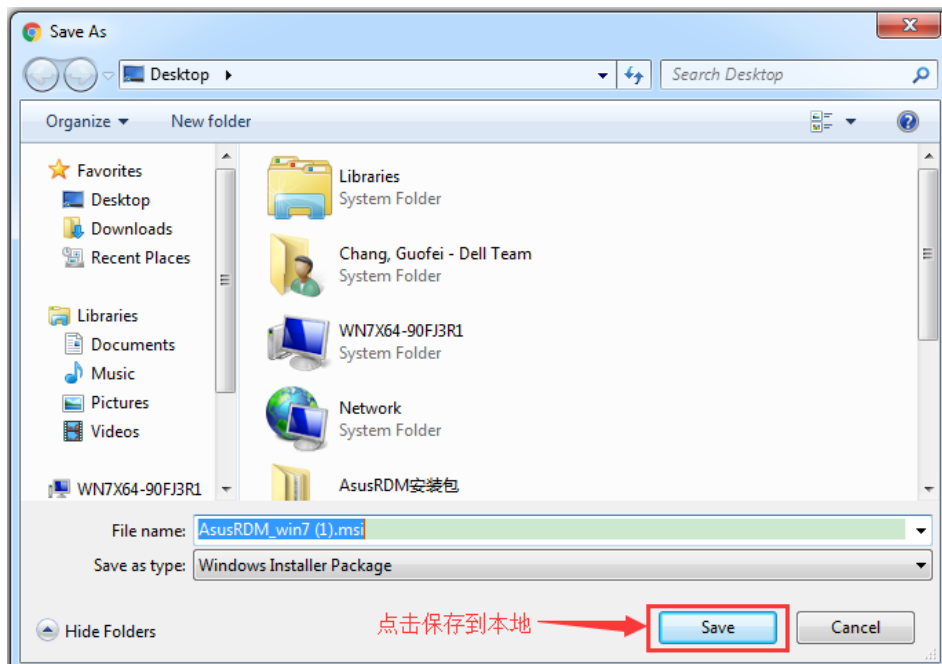 Save As
Desktop
Search Desktop
Organize
New folder
Favorites
Desktop
Downloads
Recent Places
Libraries
Documents
Music
Pictures
Videos
WN7X64-90FJ3R1
Libraries
System Folder
Chang, Guofei - Dell Team
System Folder
WN7X64-90FJ3R1
System Folder
Network
System Folder
AsusRDM安装包
File name: AsusRDM_win7 (1).msi
Save as type: Windows Installer Package
Hide Folders
点击保存到本地
Save
Cancel